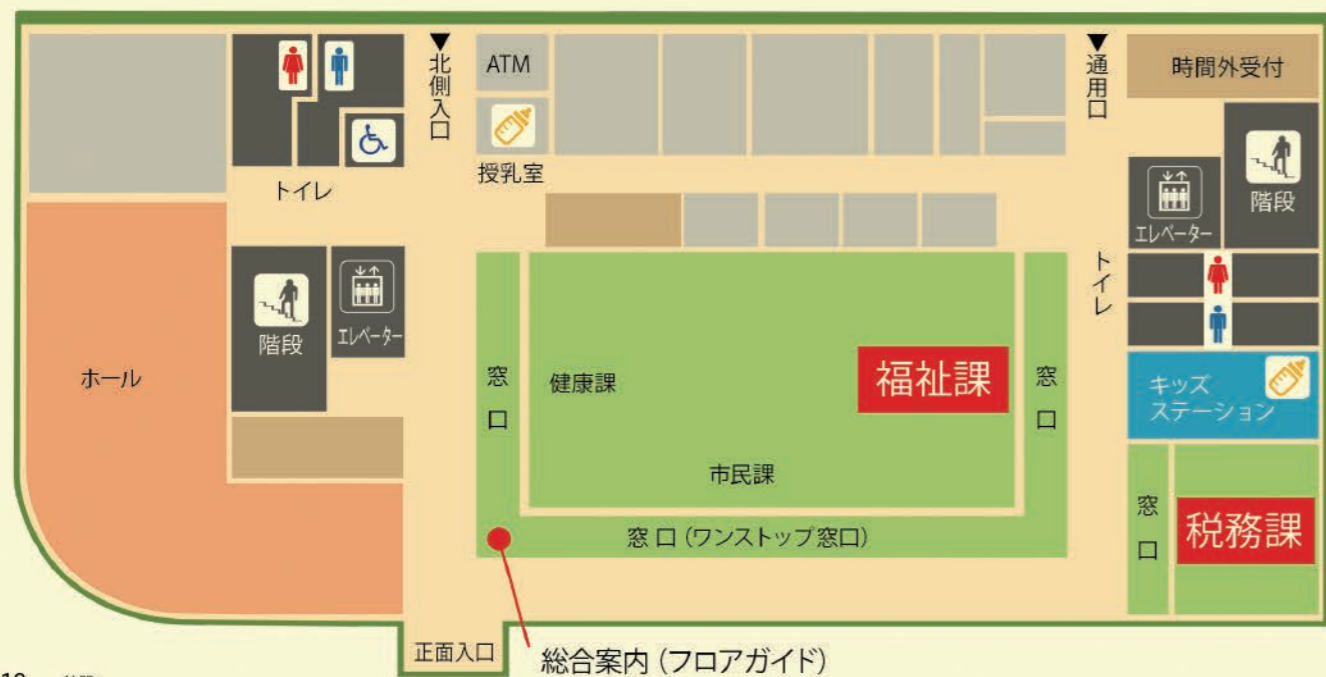 北側入口
ATM
通用口
時間外受付
授乳室
トイレ
階段
エレベーター
エレベーター
階段
トイレ
ホール
窓口
健康課
福祉課
窓口
キッズ
ステーション
市民課
窓口(ワンストップ窓口)
窓口
税務課
正面入口
総合案内(フロアガイド)